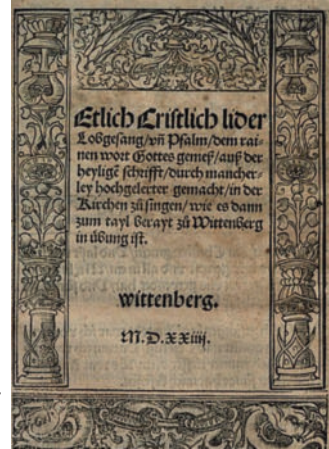 Etlich Cristlich lider
Lobgesang/vñ Psalm/dem rai-
nen wort Gottes gemeß/auß der
heyligē schrifft/durch mancher-
ley hochgelerter gemacht/in der
Kirchen zů singen/wie es dann
zum tayl berayt zů Wittenberg
in übung ist.
wittenberg.
M.D.XXiiij.